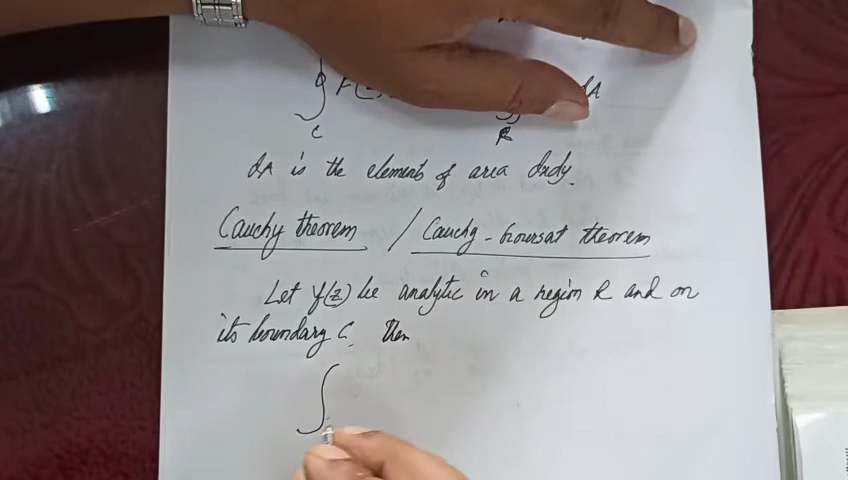 ∮ F(z
C R dA
dA is the element of area dxdy.
Cauchy theorem / Cauchy - Goursat theorem
Let f(z) be analytic in a region R and on
its boundary C. then
∫